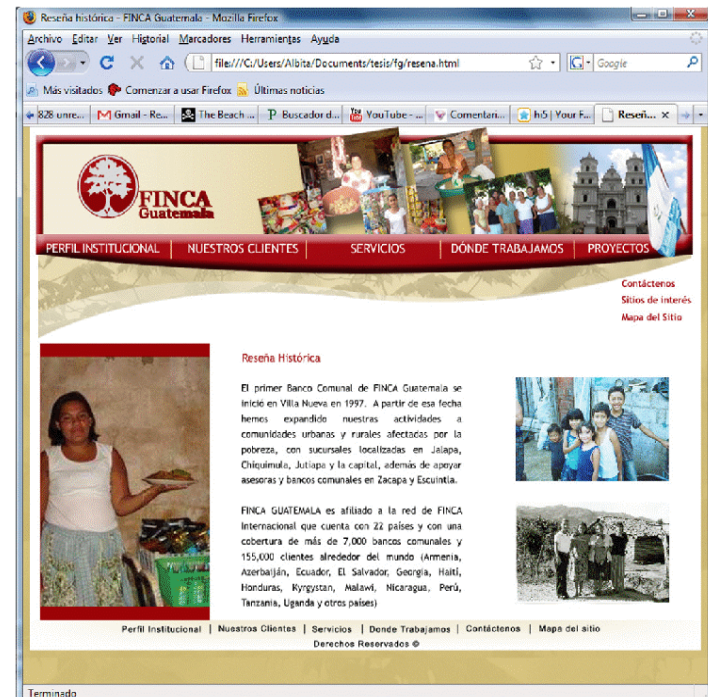 Reseña histórica - FINCA Guatemala - Mozilla Firefox
Archivo Editar Ver Historial Marcadores Herramientas Ayuda
file:///C:/Users/Albita/Documents/tesis/fg/resena.html
Google
Más visitados Comenzar a usar Firefox Últimas noticias
828 unre... Gmail - Re... The Beach ... Buscador d... YouTube - ... Comentari... hi5 | Your F... Reseñ...
FINCA
Guatemala
PERFIL INSTITUCIONAL | NUESTROS CLIENTES | SERVICIOS | DÓNDE TRABAJAMOS | PROYECTOS
Contáctenos
Sitios de interés
Mapa del Sitio
Reseña Histórica
El primer Banco Comunal de FINCA Guatemala se
inició en Villa Nueva en 1997. A partir de esa fecha
hemos expandido nuestras actividades a
comunidades urbanas y rurales afectadas por la
pobreza, con sucursales localizadas en Jalapa,
Chiquimula, Jutiapa y la capital, además de apoyar
asesoras y bancos comunales en Zacapa y Escuintla.
FINCA GUATEMALA es afiliado a la red de FINCA
Internacional que cuenta con 22 países y con una
cobertura de más de 7,000 bancos comunales y
155,000 clientes alrededor del mundo (Armenia,
Azerbaiján, Ecuador, El Salvador, Georgia, Haití,
Honduras, Kyrgystan, Malawi, Nicaragua, Perú,
Tanzania, Uganda y otros países)
Perfil Institucional | Nuestros Clientes | Servicios | Donde Trabajamos | Contáctenos | Mapa del sitio
Derechos Reservados ©
Terminado